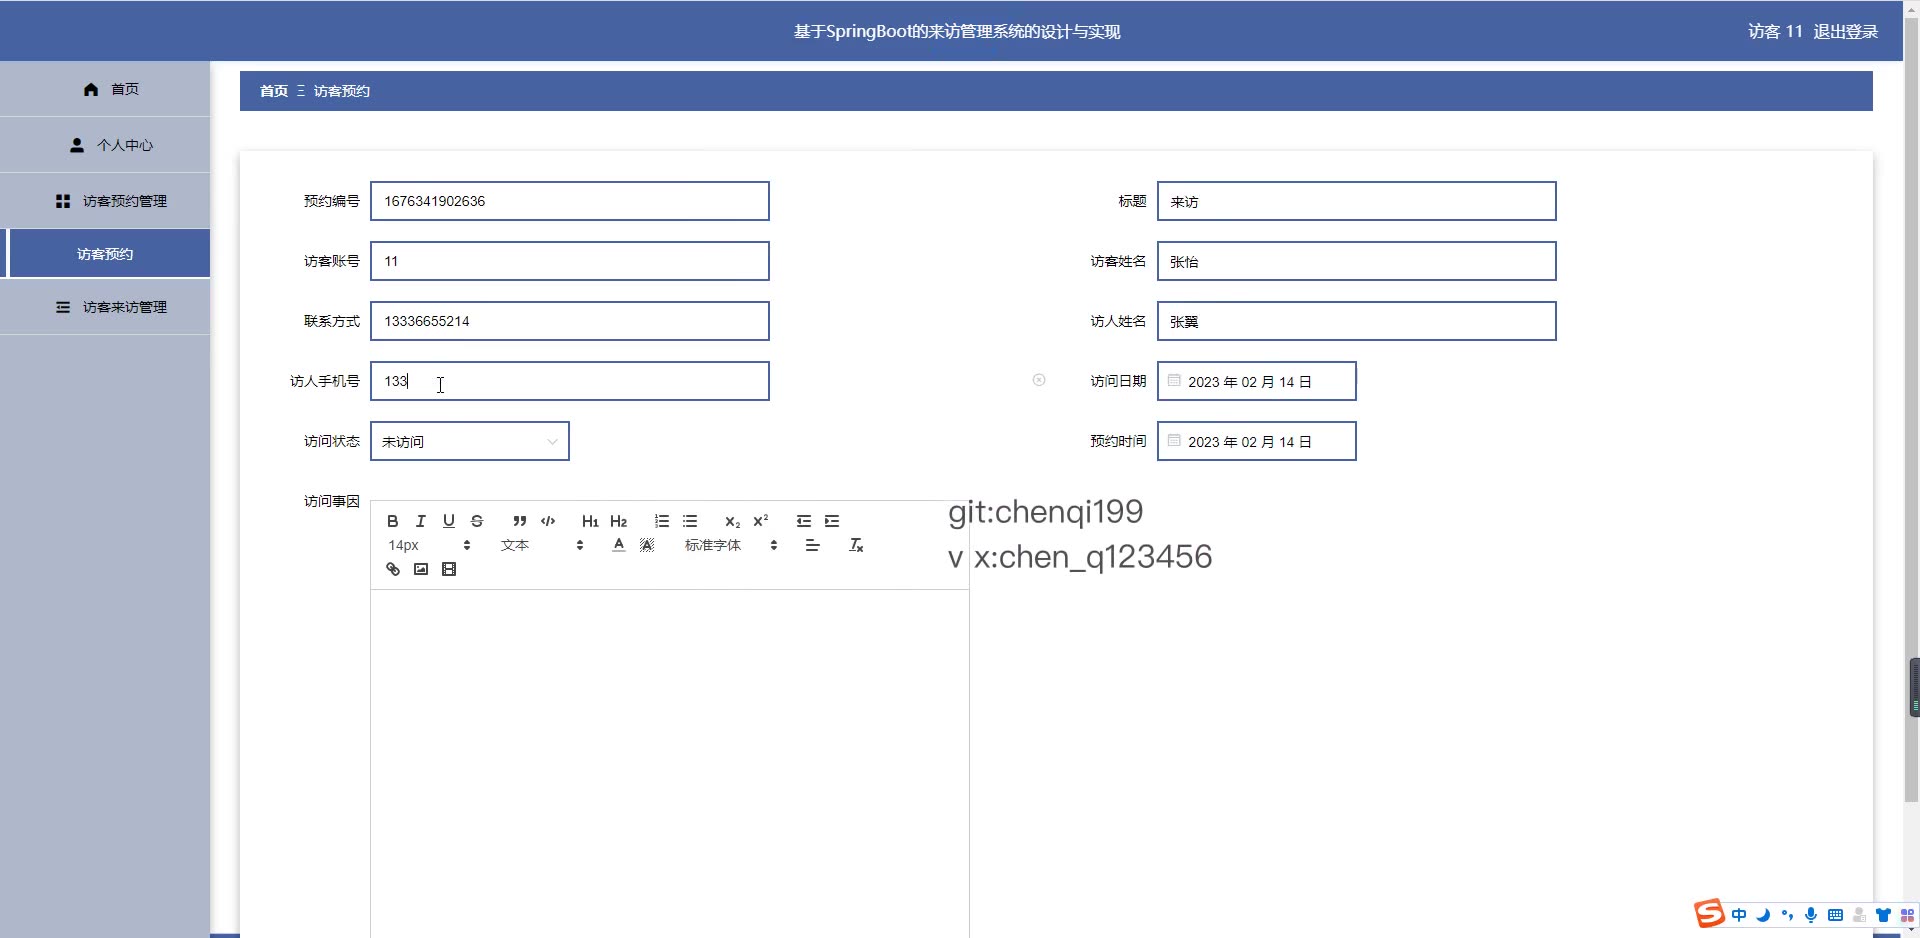 基于SpringBoot的来访管理系统的设计与实现
访客 11 退出登录
首页
个人中心
访客预约管理
访客预约
访客来访管理
首页 Ξ 访客预约
预约编号 1676341902636
标题 来访
访客账号 11
访客姓名 张怡
联系方式 13336655214
访人姓名 张翼
访人手机号 133
访问日期 2023 年 02 月 14 日
访问状态 未访问
预约时间 2023 年 02 月 14 日
访问事因
B I U S H1 H2 X₂ X²
14px 文本 A A 标准字体
git:chenqi199
v x:chen_q123456
S 中